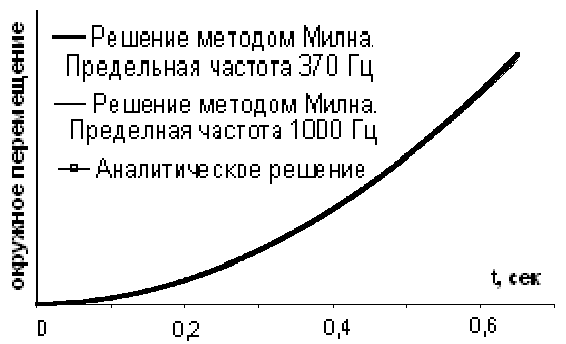 окружное перемещение
Решение методом Милна.
Предельная частота 370 Гц
Решение методом Милна.
Пределная частота 1000 Гц
Аналитическое решение
t, сек
0 0,2 0,4 0,6